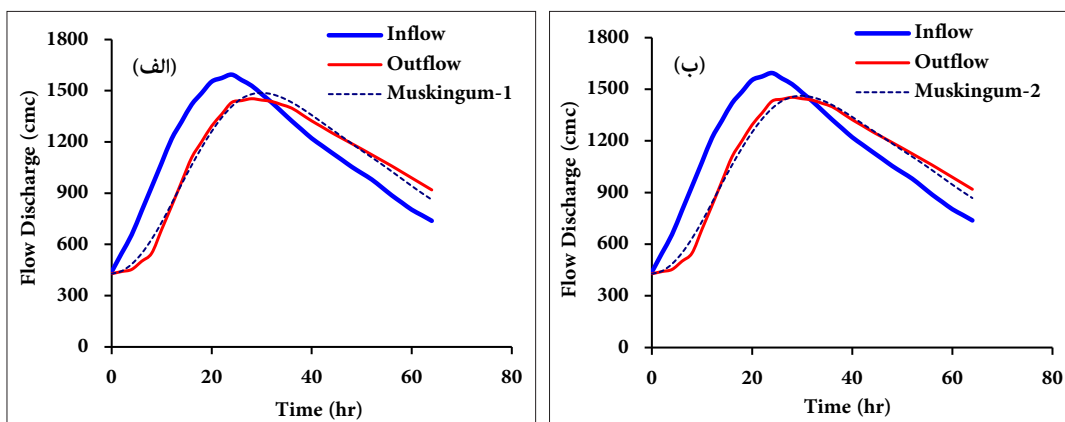 (الف)
Inflow
Outflow
Muskingum-1
Flow Discharge (cmc)
1800
1500
1200
900
600
300
0
0 20 40 60 80
Time (hr)
(ب)
Inflow
Outflow
Muskingum-2
Flow Discharge (cmc)
1800
1500
1200
900
600
300
0
0 20 40 60 80
Time (hr)